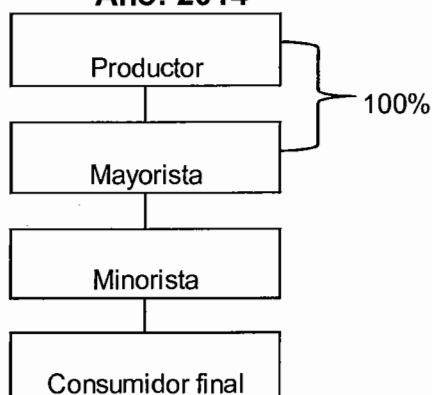 Año: 2014
Productor
100%
Mayorista
Minorista
Consumidor final